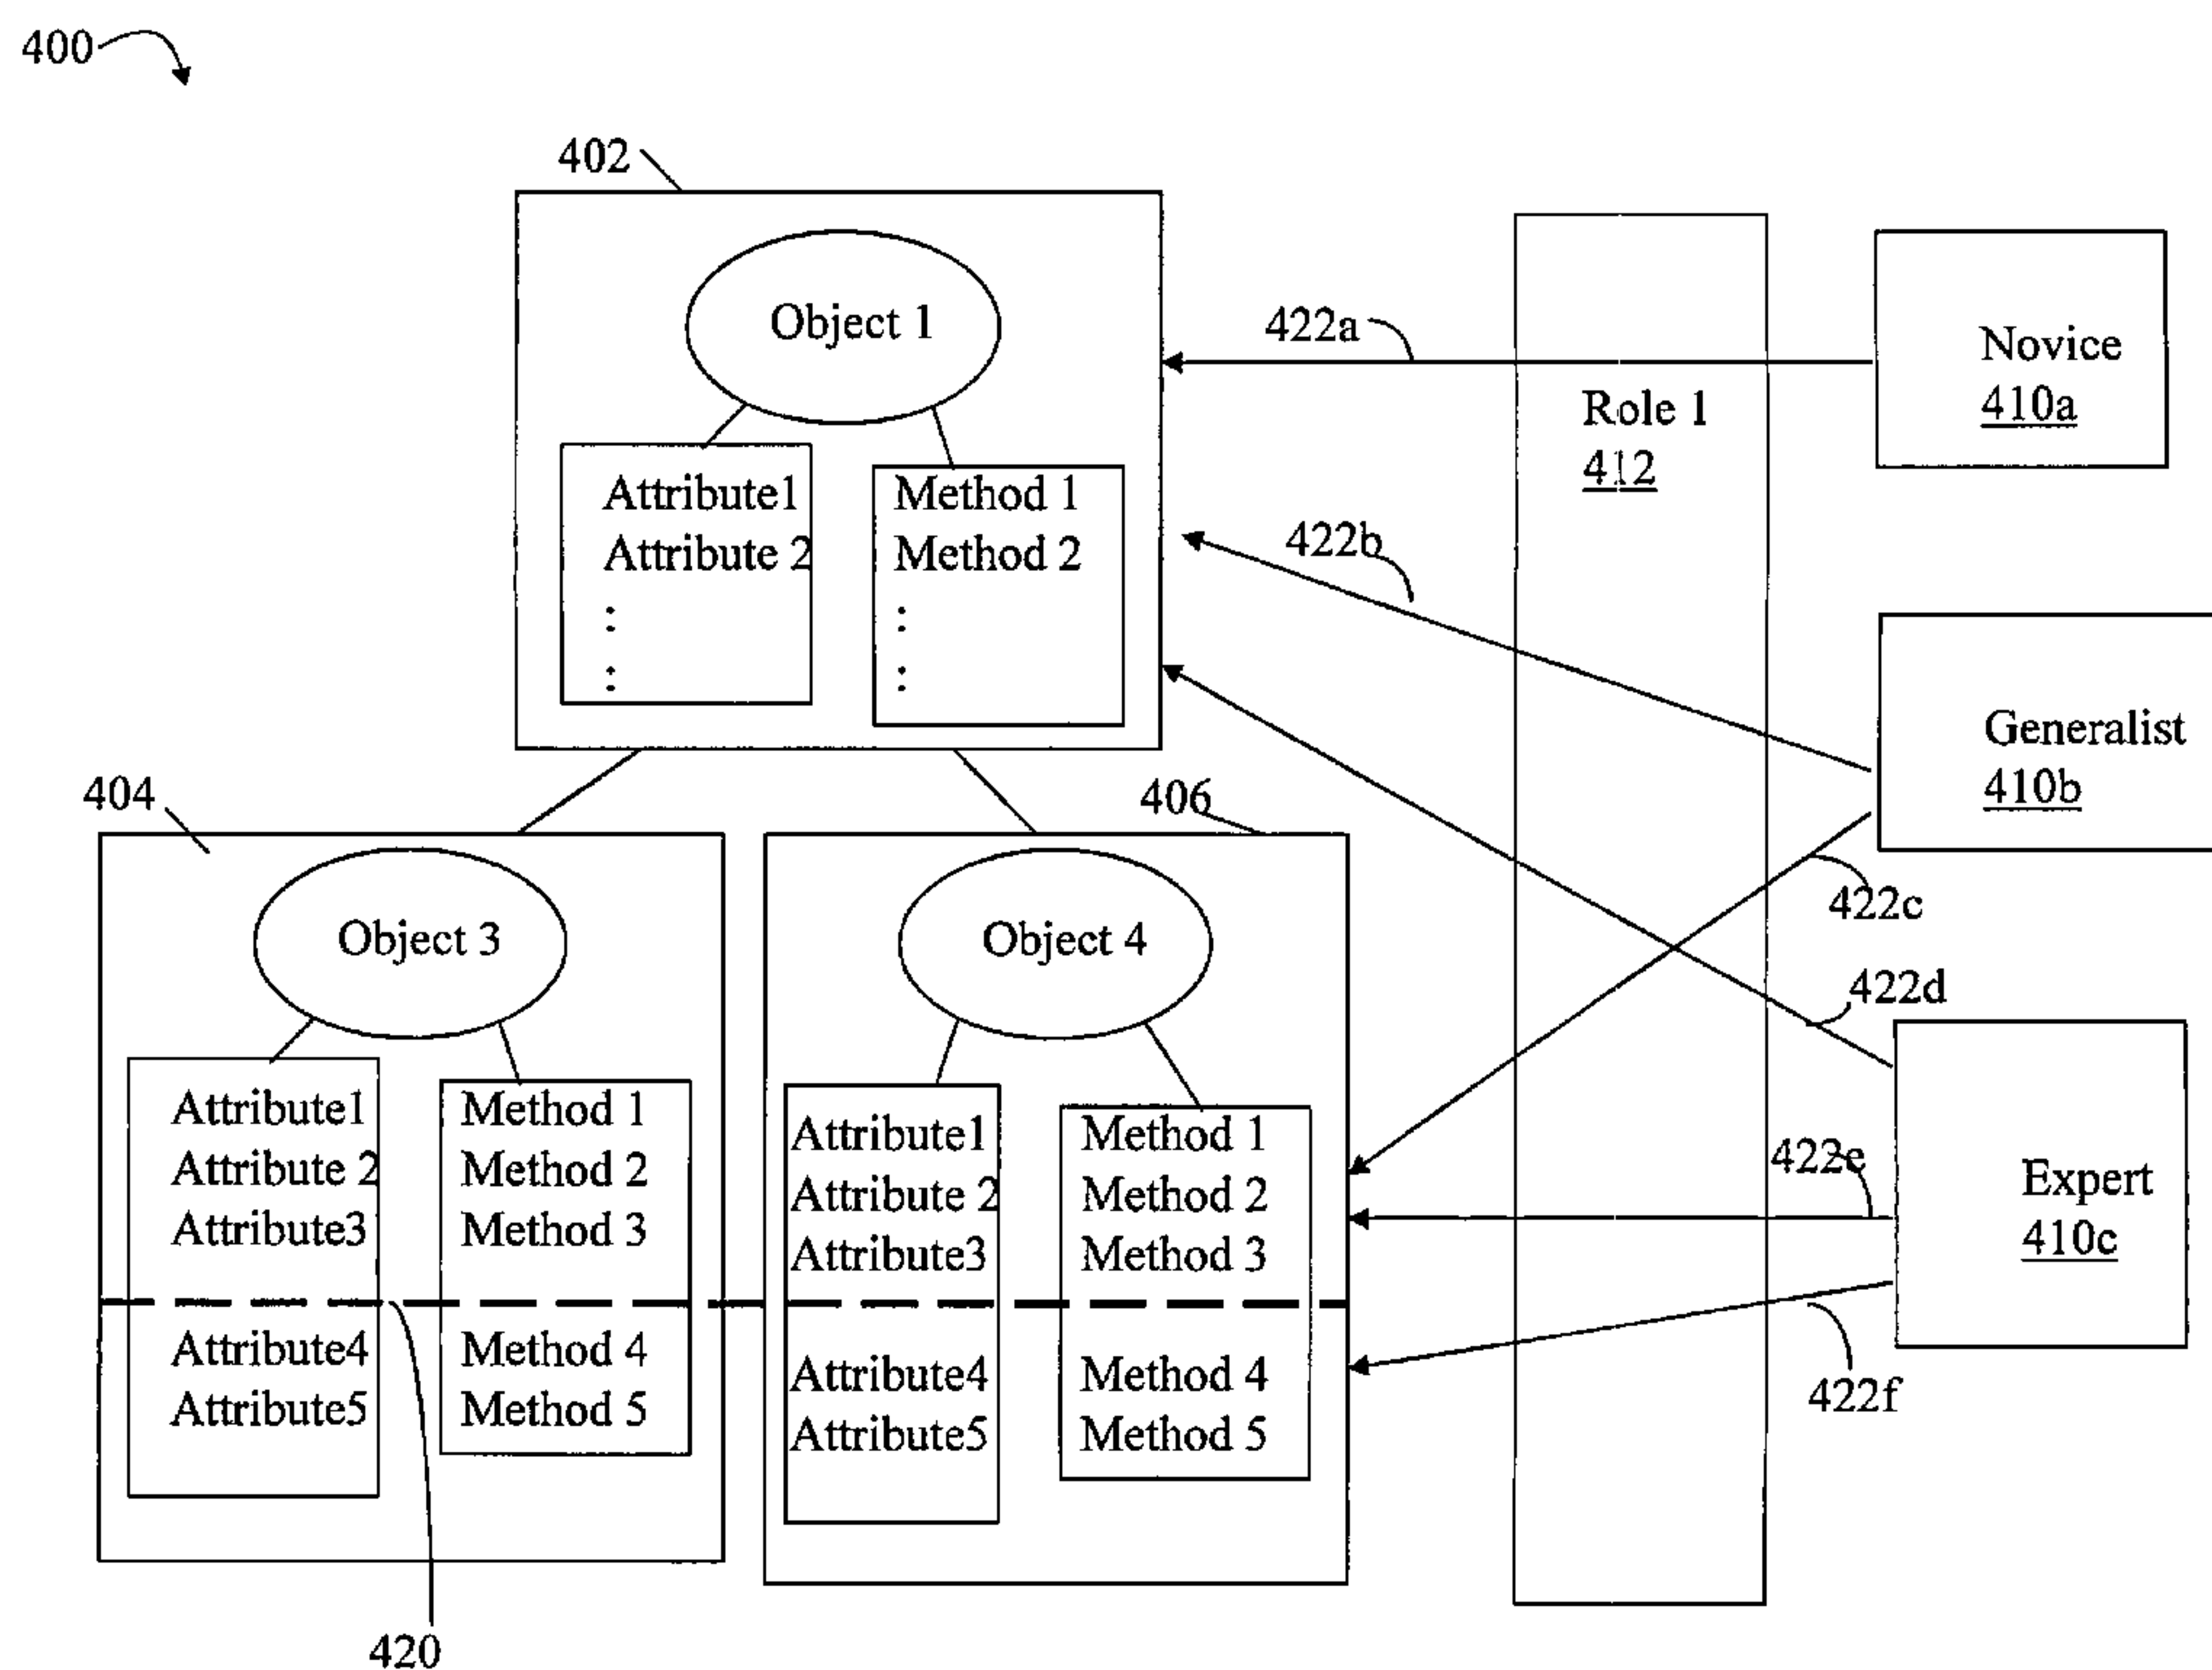 400
402
Object 1
422a
Novice
410a
Role 1
412
Attribute1
Attribute 2
:
:
Method 1
Method 2
:
:
422b
Generalist
410b
404
406
422c
Object 3
Object 4
422d
Attribute1
Attribute 2
Attribute3
Attribute4
Attribute5
Method 1
Method 2
Method 3
Method 4
Method 5
Attribute1
Attribute 2
Attribute3
Attribute4
Attribute5
Method 1
Method 2
Method 3
Method 4
Method 5
422e
Expert
410c
422f
420